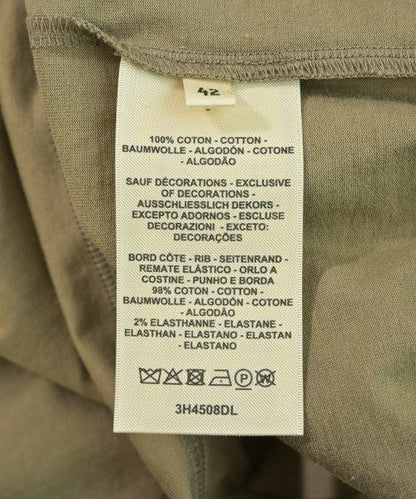 42
100% COTON - COTTON -
BAUMWOLLE - ALGODÓN - COTONE
- ALGODÃO
SAUF DÉCORATIONS - EXCLUSIVE
OF DECORATIONS -
AUSSCHLIESSLICH DEKORS -
EXCEPTO ADORNOS - ESCLUSE
DECORAZIONI - EXCETO:
DECORAÇÕES
BORD CÔTE - RIB - SEITENRAND -
REMATE ELÁSTICO - ORLO A
COSTINE - PUNHO E BORDA
98% COTON - COTTON -
BAUMWOLLE - ALGODÓN - COTONE
- ALGODÃO
2% ELASTHANNE - ELASTANE -
ELASTHAN - ELASTANO - ELASTAN
- ELASTANO
3H4508DL